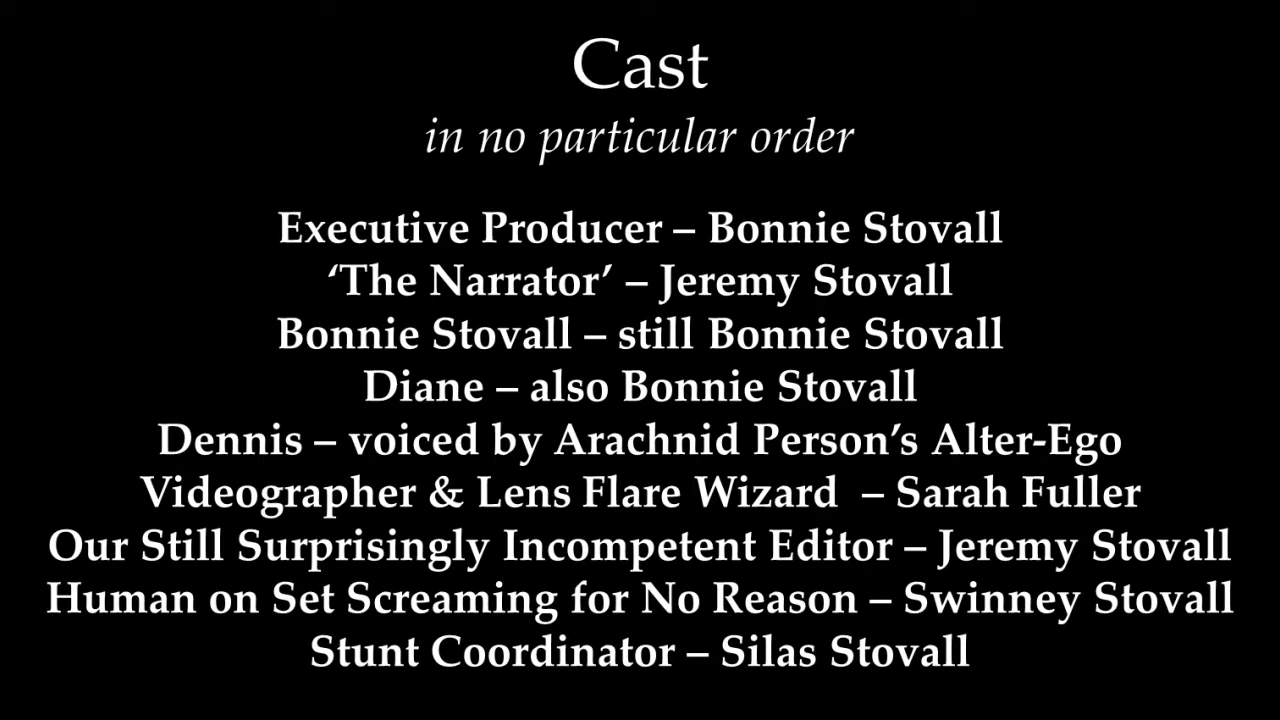 Cast
in no particular order
Executive Producer – Bonnie Stovall
‘The Narrator’ – Jeremy Stovall
Bonnie Stovall – still Bonnie Stovall
Diane – also Bonnie Stovall
Dennis – voiced by Arachnid Person’s Alter-Ego
Videographer & Lens Flare Wizard – Sarah Fuller
Our Still Surprisingly Incompetent Editor – Jeremy Stovall
Human on Set Screaming for No Reason – Swinney Stovall
Stunt Coordinator – Silas Stovall